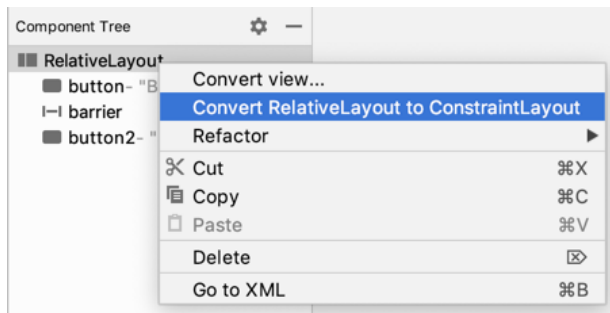 Component Tree
RelativeLayout
button- "B
barrier
button2- "
Convert view...
Convert RelativeLayout to ConstraintLayout
Refactor
Cut ⌘X
Copy ⌘C
Paste ⌘V
Delete ⌦
Go to XML ⌘B